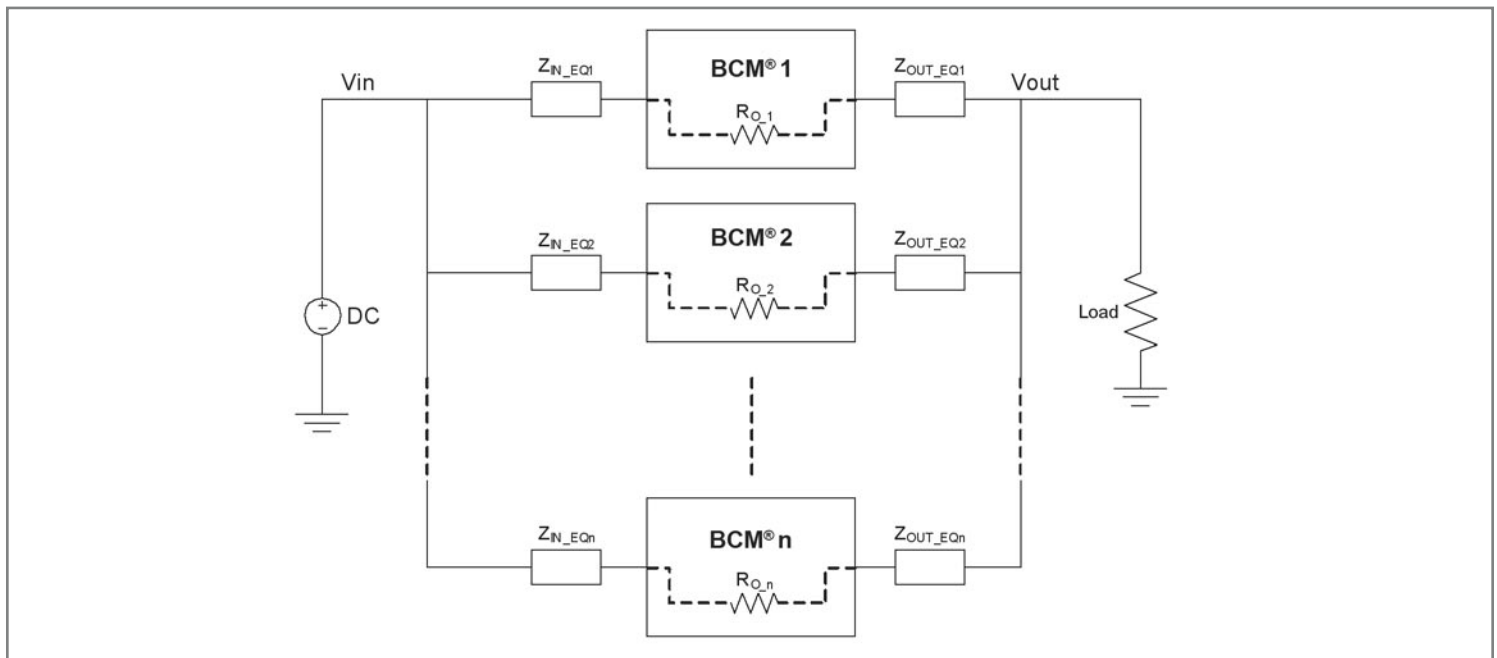 Vin
Z_IN_EQ1
BCM® 1
R_O_1
Z_OUT_EQ1
Vout
Z_IN_EQ2
BCM® 2
R_O_2
Z_OUT_EQ2
+
−
DC
Load
Z_IN_EQn
BCM® n
R_O_n
Z_OUT_EQn